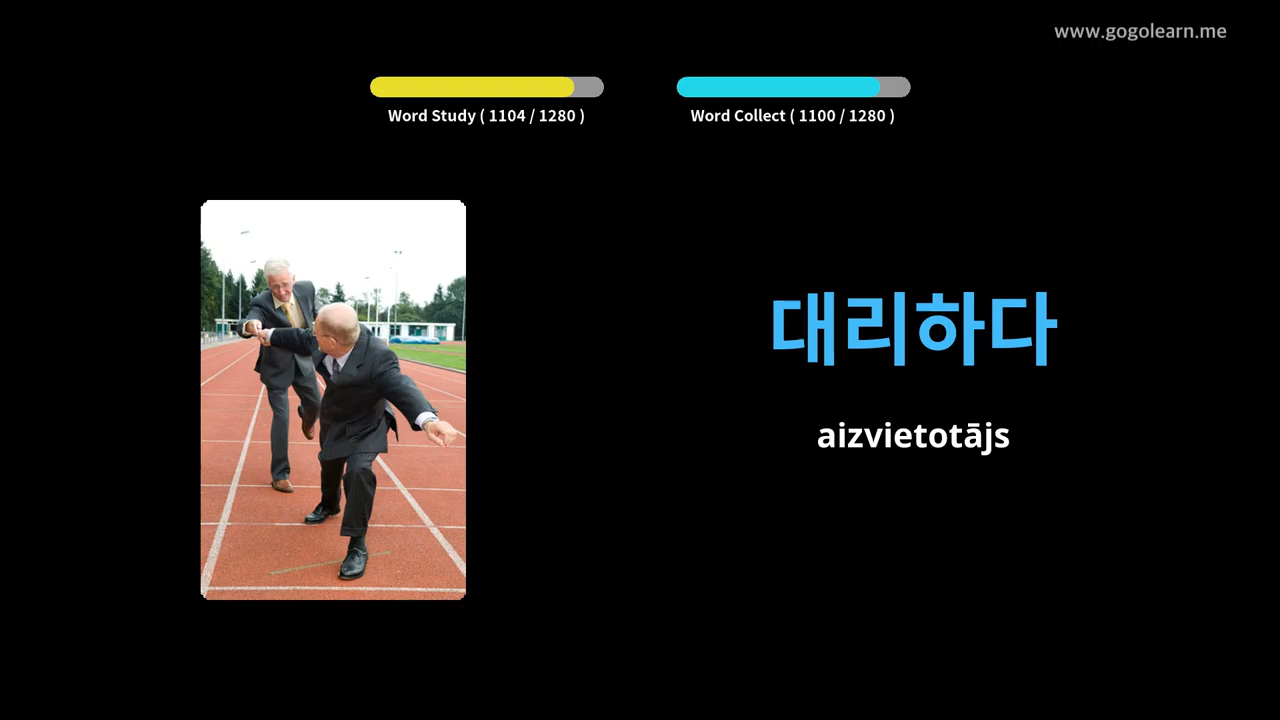 www.gogolearn.me
Word Study ( 1104 / 1280 )
Word Collect ( 1100 / 1280 )
대리하다
aizvietotājs